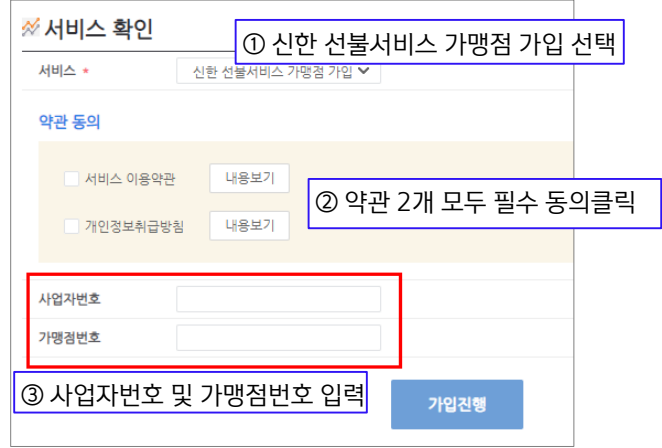 서비스 확인
① 신한 선불서비스 가맹점 가입 선택
서비스 * 신한 선불서비스 가맹점 가입
약관 동의
서비스 이용약관 내용보기
② 약관 2개 모두 필수 동의클릭
개인정보취급방침 내용보기
사업자번호
가맹점번호
③ 사업자번호 및 가맹점번호 입력
가입진행